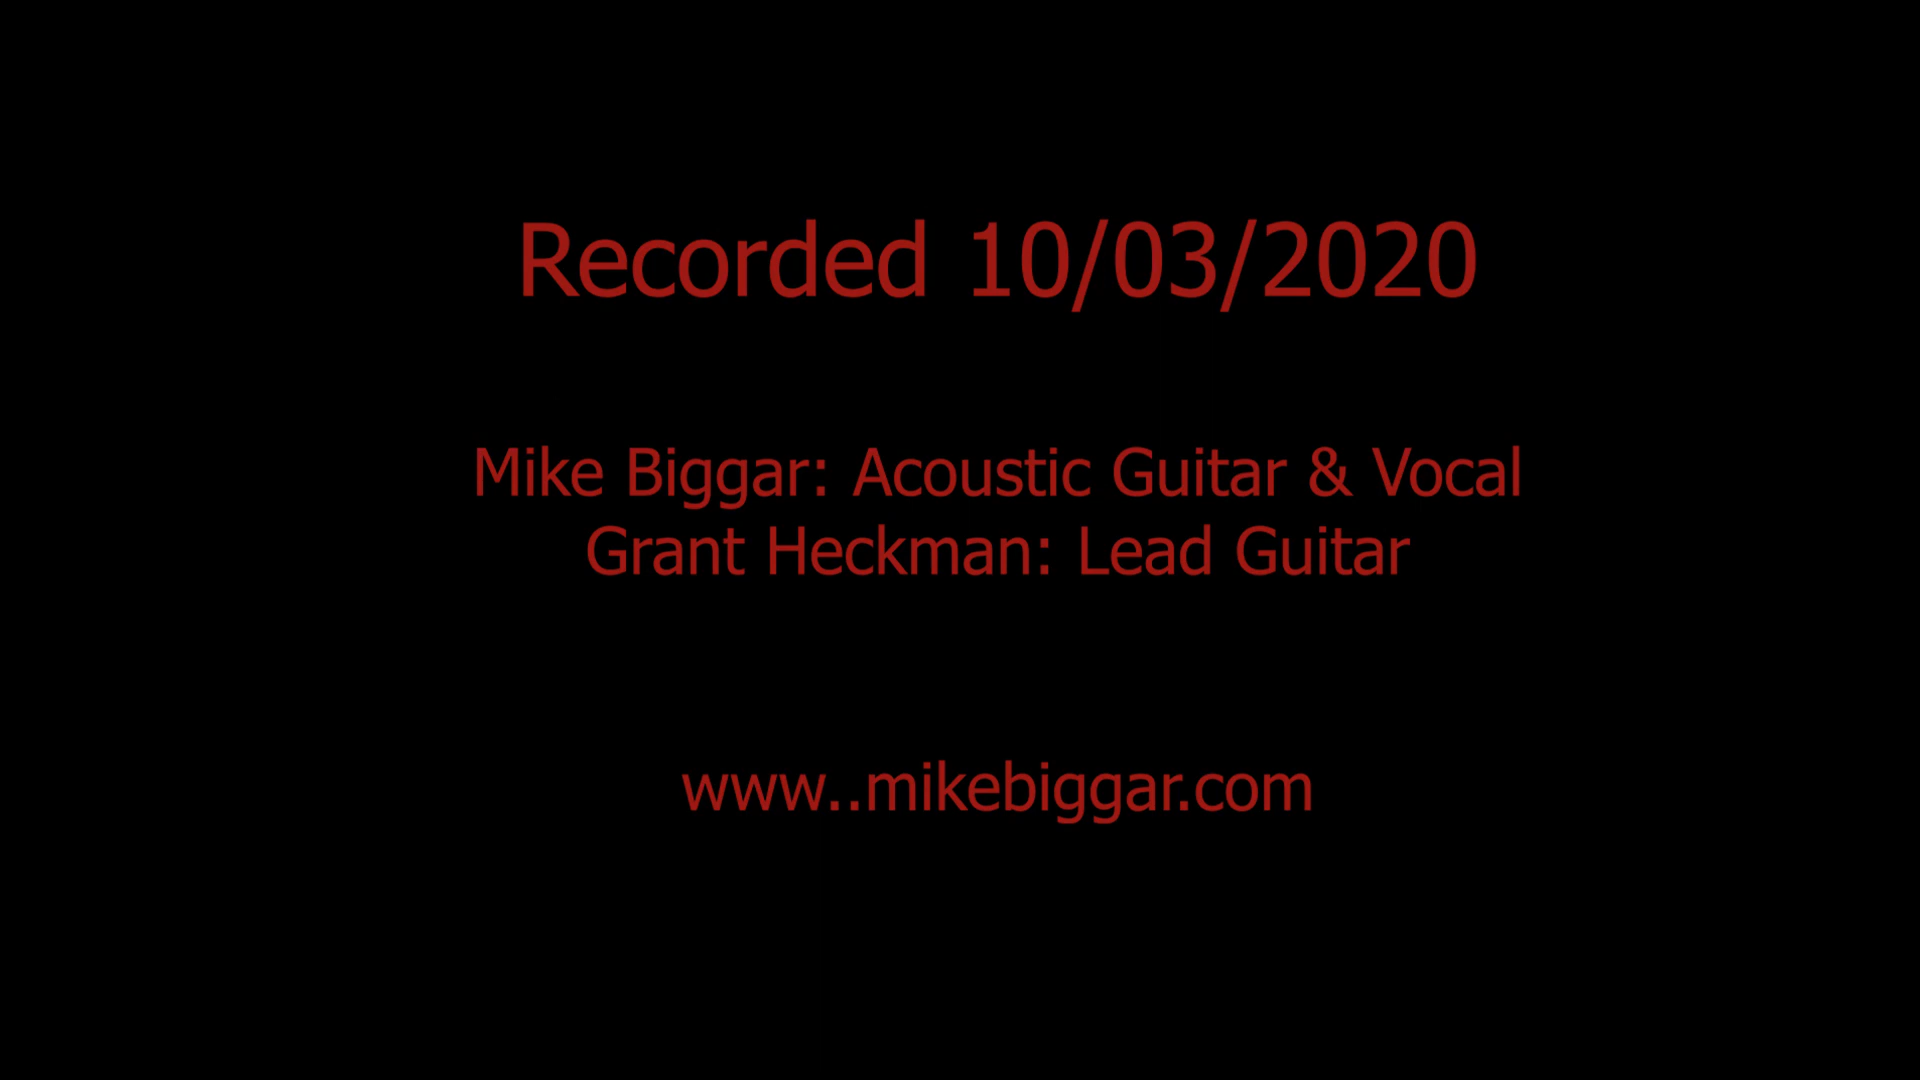 Recorded 10/03/2020
Mike Biggar: Acoustic Guitar & Vocal
Grant Heckman: Lead Guitar
www..mikebiggar.com